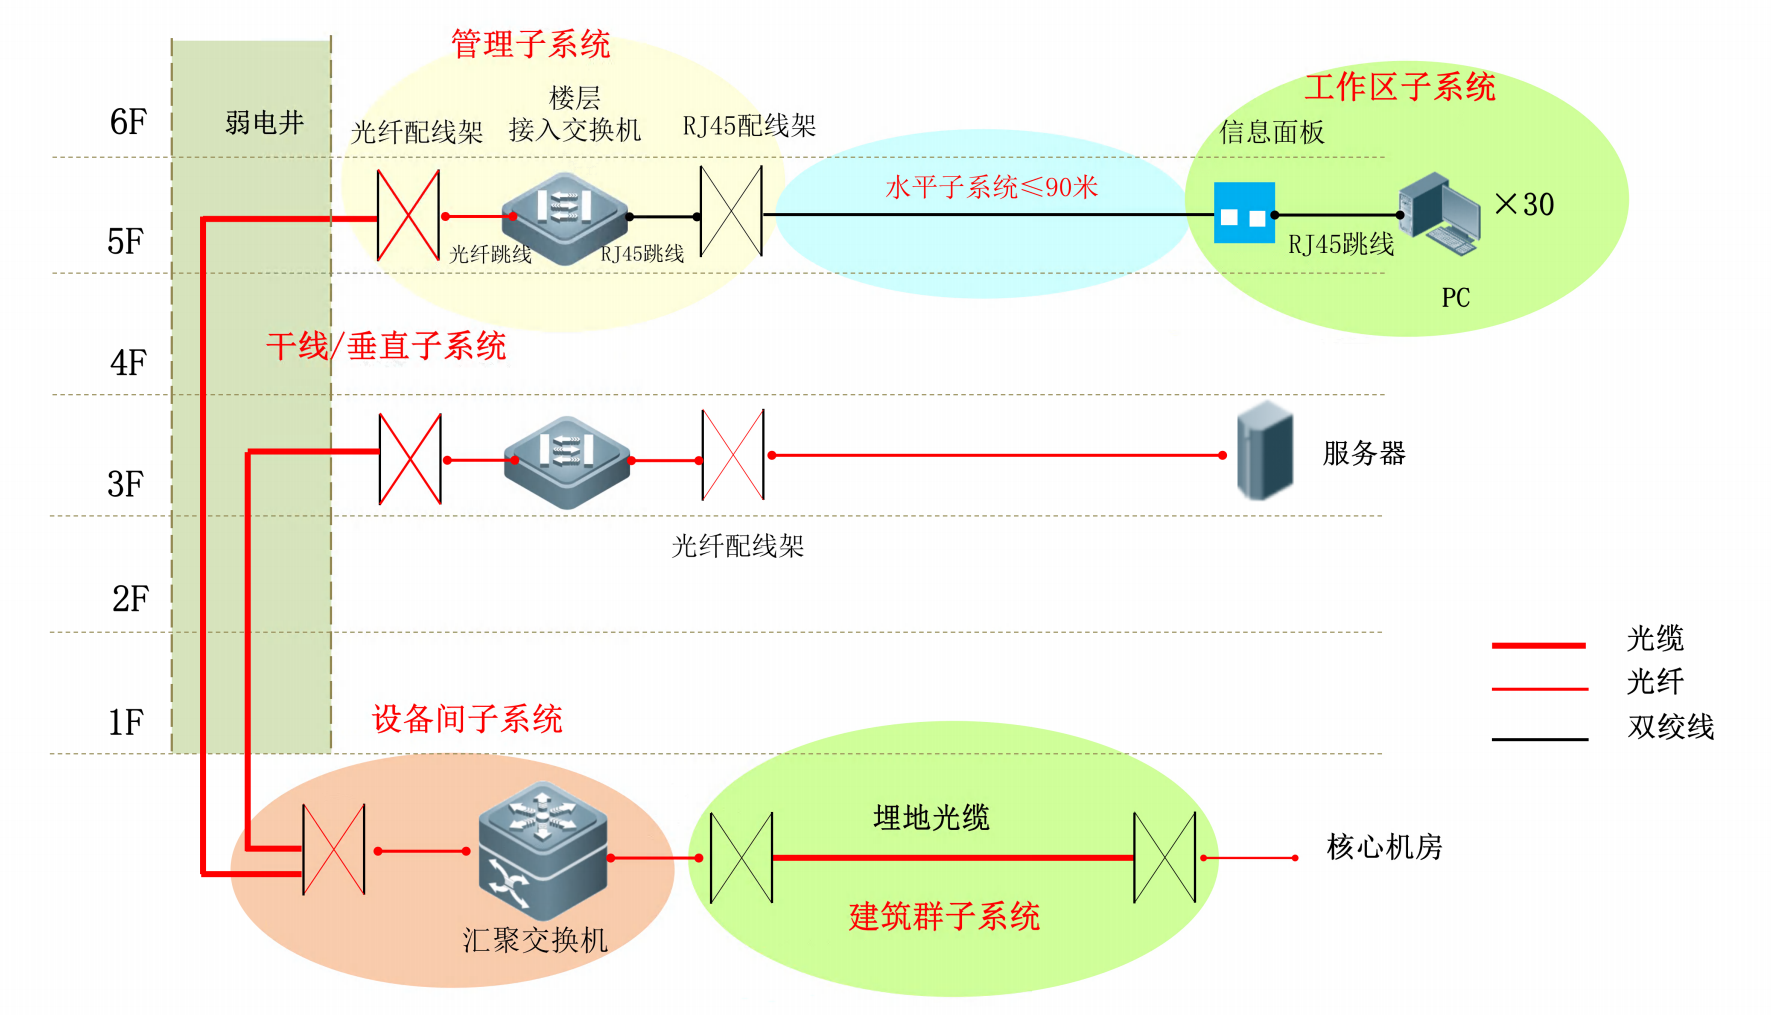 管理子系统
工作区子系统
楼层
接入交换机
6F
弱电井
光纤配线架
RJ45配线架
信息面板
水平子系统≤90米
×30
5F
光纤跳线
RJ45跳线
RJ45跳线
PC
干线/垂直子系统
4F
服务器
3F
光纤配线架
2F
光缆
光纤
双绞线
1F
设备间子系统
埋地光缆
核心机房
建筑群子系统
汇聚交换机